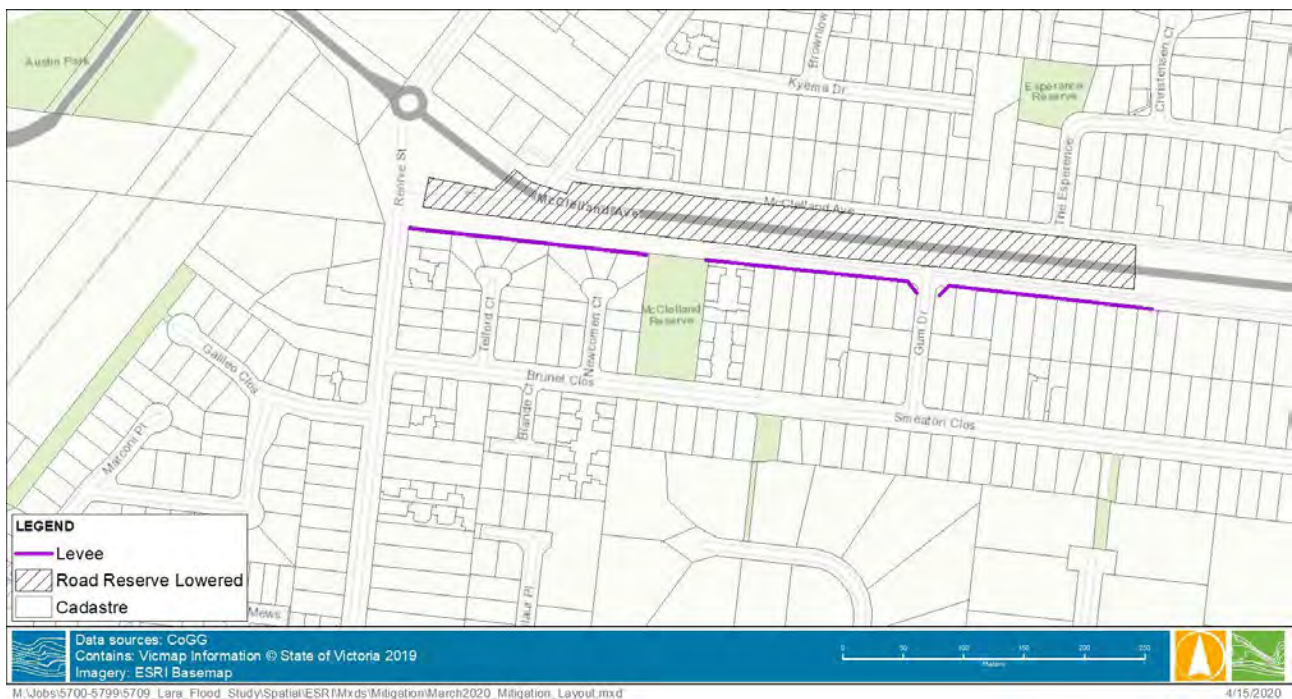 Austin Park
Brownlow
Kyema Dr
Esperance
Reserve
Christensen Ct
Rennie St
McClelland Ave
McClelland Ave
The Esperence
Telford Ct
Newcomen Ct
McClelland
Reserve
Gum Dr
Galileo Clos
Brunel Clos
Blande Ct
Smeaton Clos
Marconi Pl
Mews
LEGEND
Levee
Road Reserve Lowered
Cadastre
Data sources: CoGG
Contains: Vicmap Information © State of Victoria 2019
Imagery: ESRI Basemap
0 50 100 150 200 250
Meters
M:\Jobs\5700-5799\5709_Lara_Flood_Study\Spatial\ESRI\Mxds\Mitigation\March2020_Mitigation_Layout.mxd
4/15/2020